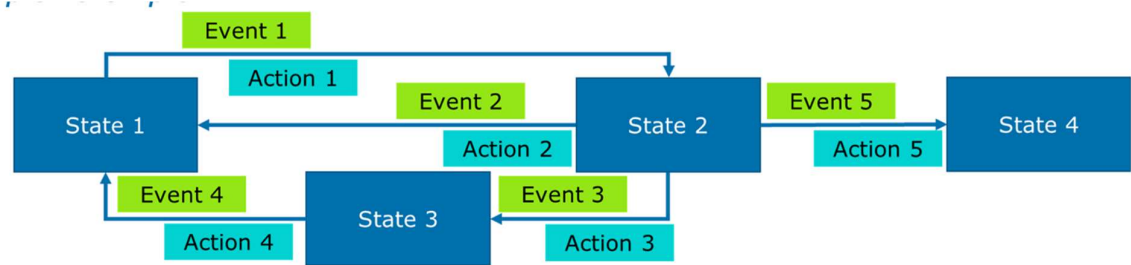 Event 1
Action 1
State 1
Event 2
Action 2
State 2
Event 5
Action 5
State 4
Event 4
Action 4
State 3
Event 3
Action 3